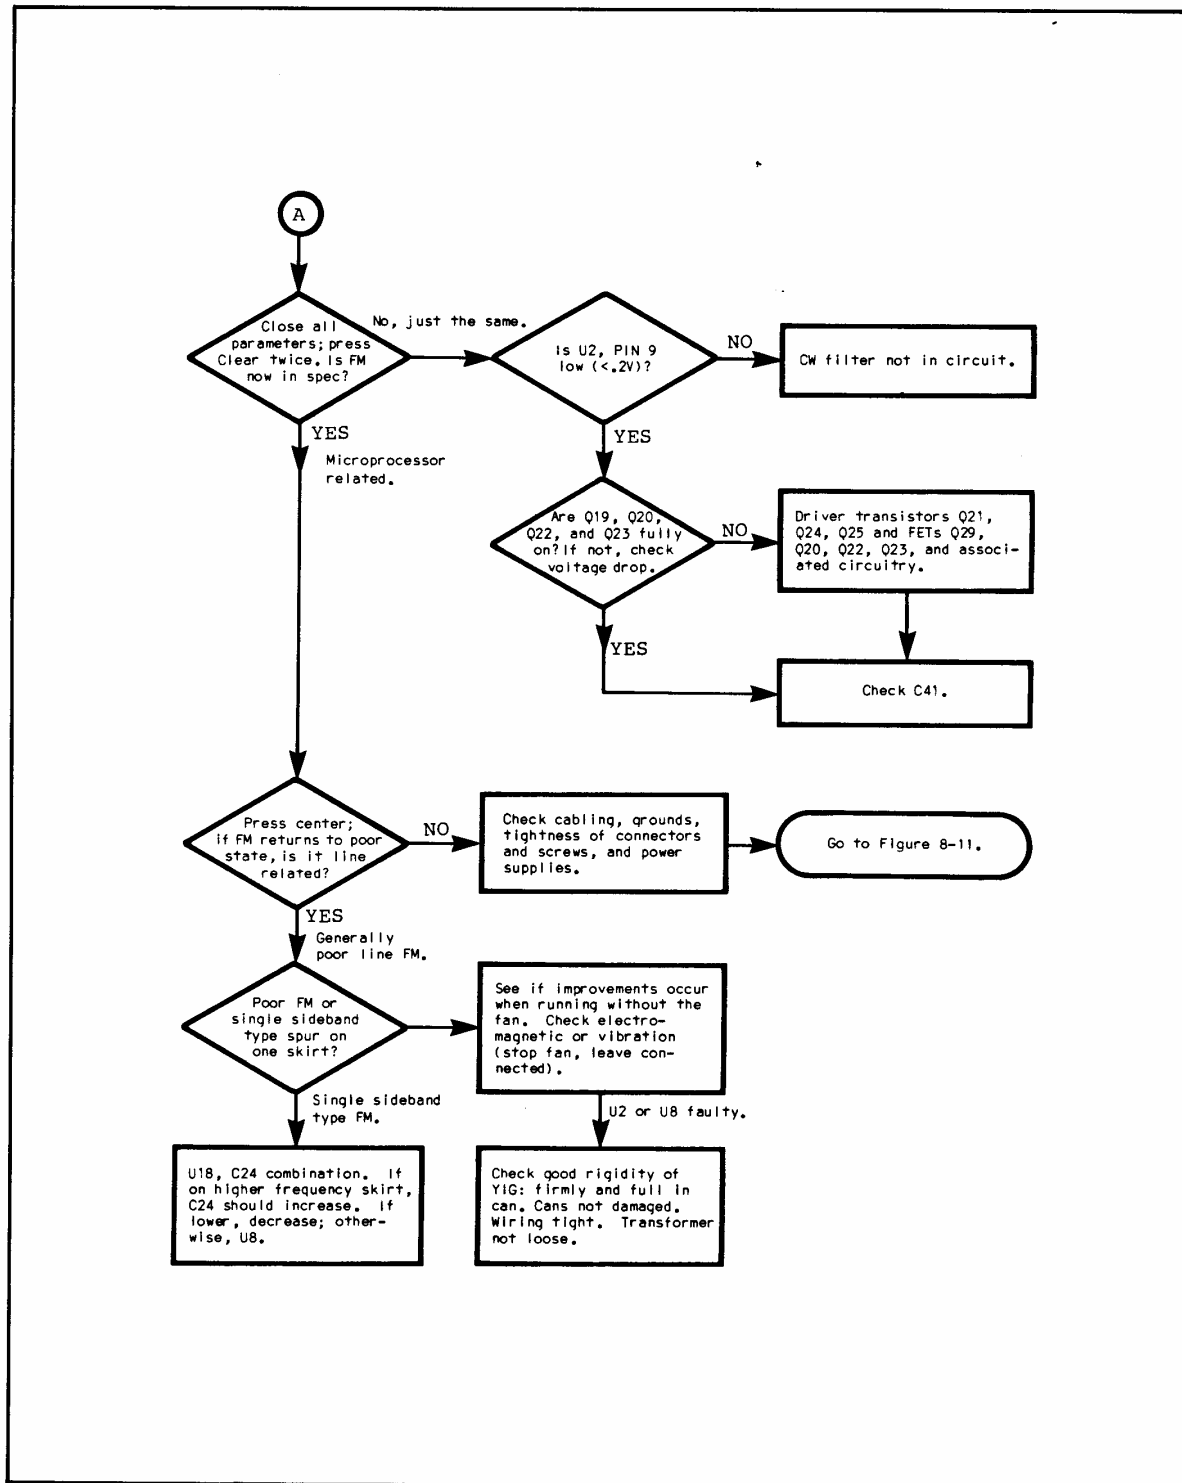 A
Close all
parameters; press
Clear twice. Is FM
now in spec?
No, just the same.
Is U2, PIN 9
low (<.2V)?
NO
CW filter not in circuit.
YES
Microprocessor
related.
YES
Are Q19, Q20,
Q22, and Q23 fully
on? If not, check
voltage drop.
NO
Driver transistors Q21,
Q24, Q25 and FETs Q29,
Q20, Q22, Q23, and associ-
ated circuitry.
YES
Check C41.
Press center;
if FM returns to poor
state, is it line
related?
NO
Check cabling, grounds,
tightness of connectors
and screws, and power
supplies.
Go to Figure 8-11.
YES
Generally
poor line FM.
Poor FM or
single sideband
type spur on
one skirt?
See if improvements occur
when running without the
fan. Check electro-
magnetic or vibration
(stop fan, leave con-
nected).
Single sideband
type FM.
U2 or U8 faulty.
U18, C24 combination. If
on higher frequency skirt,
C24 should increase. If
lower, decrease; other-
wise, U8.
Check good rigidity of
YIG: firmly and full in
can. Cans not damaged.
Wiring tight. Transformer
not loose.